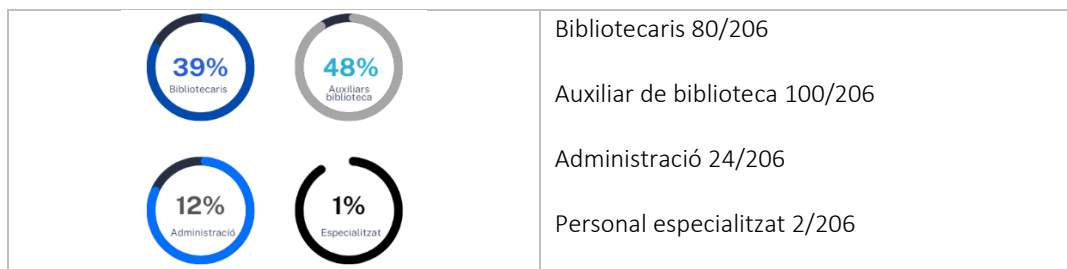 39%
Bibliotecaris
48%
Auxiliars
biblioteca
12%
Administració
1%
Especialitzat
Bibliotecaris 80/206
Auxiliar de biblioteca 100/206
Administració 24/206
Personal especialitzat 2/206